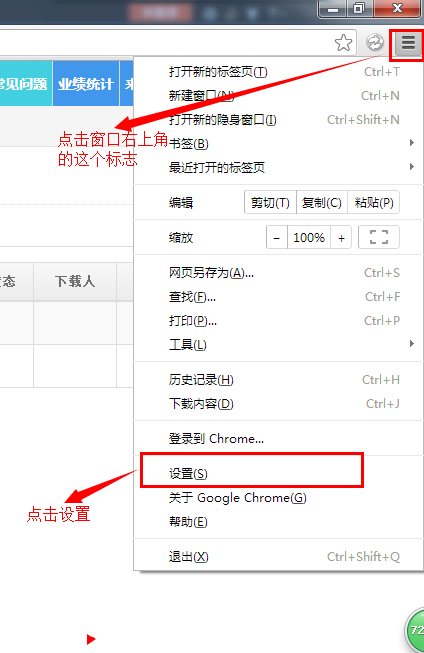 常见问题 业绩统计
打开新的标签页(T) Ctrl+T
新建窗口(N) Ctrl+N
打开新的隐身窗口(I) Ctrl+Shift+N
点击窗口右上角
的这个标志
书签(B)
最近打开的标签页
编辑 剪切(T) 复制(C) 粘贴(P)
缩放 − 100% +
网页另存为(A)... Ctrl+S
态 下载人
查找(F)... Ctrl+F
打印(P)... Ctrl+P
工具(L)
历史记录(H) Ctrl+H
下载内容(D) Ctrl+J
登录到 Chrome...
设置(S)
关于 Google Chrome(G)
点击设置
帮助(E)
退出(X) Ctrl+Shift+Q
72